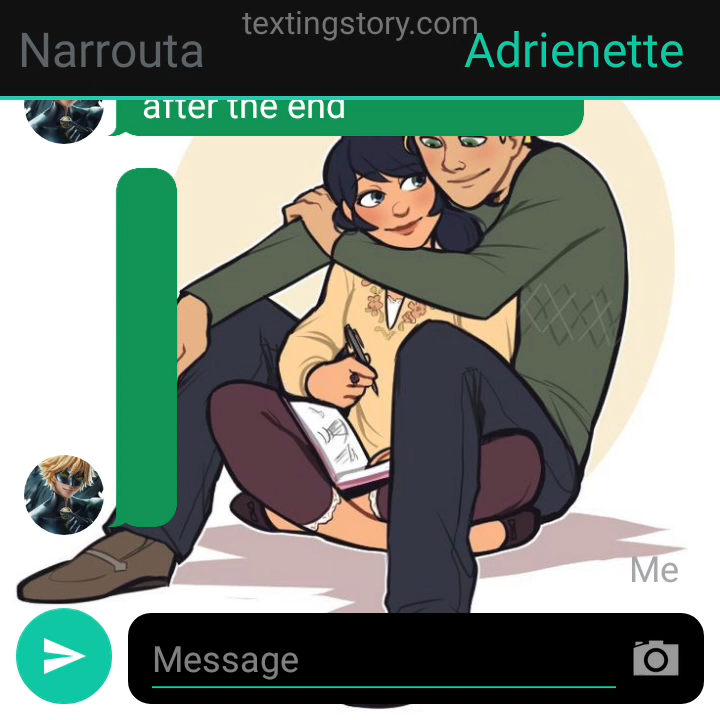 textingstory.com
Narrouta
Adrienette
after the end
Me
Message